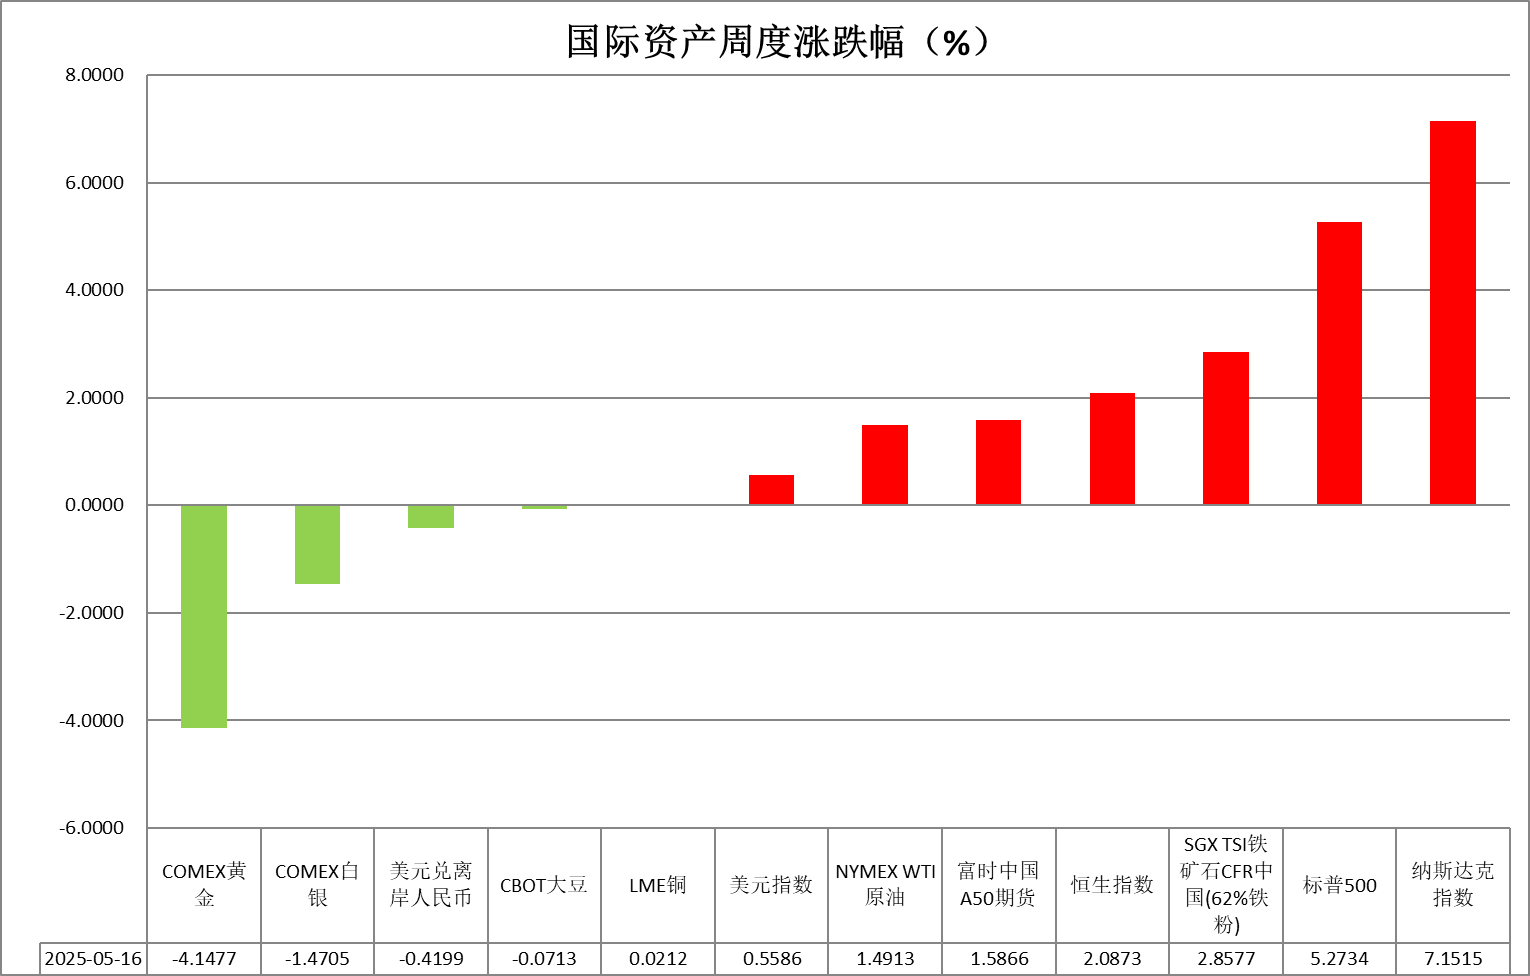 国际资产周度涨跌幅（%）
8.0000
6.0000
4.0000
2.0000
0.0000
-2.0000
-4.0000
-6.0000
COMEX黄
金
COMEX白
银
美元兑离
岸人民币
CBOT大豆
LME铜
美元指数
NYMEX WTI
原油
富时中国
A50期货
恒生指数
SGX TSI铁
矿石CFR中
国(62%铁
粉)
标普500
纳斯达克
指数
2025-05-16 -4.1477 -1.4705 -0.4199 -0.0713 0.0212 0.5586 1.4913 1.5866 2.0873 2.8577 5.2734 7.1515